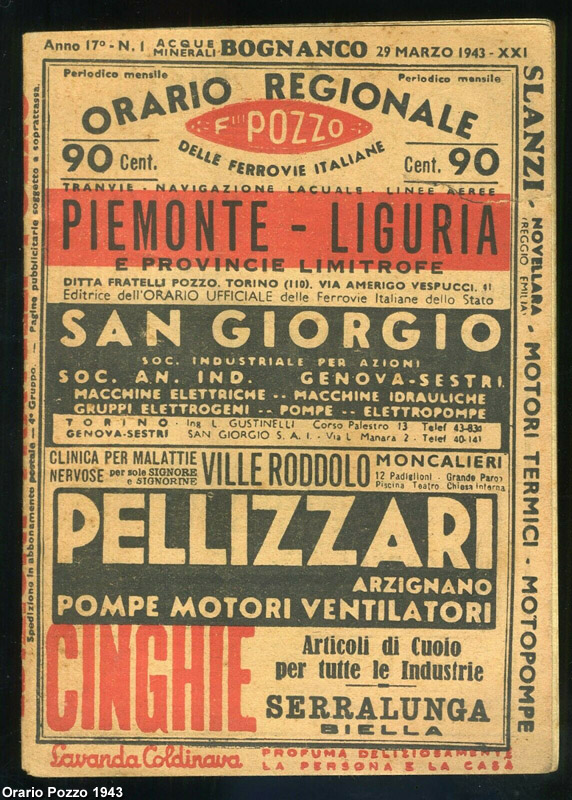 Anno 17º - N. 1 ACQUE MINERALI BOGNANCO 29 MARZO 1943 - XXI
Periodico mensile Periodico mensile
ORARIO REGIONALE
F.lli POZZO
DELLE FERROVIE ITALIANE
90 Cent. Cent. 90
TRANVIE - NAVIGAZIONE LACUALE - LINEE AEREE
PIEMONTE - LIGURIA
E PROVINCIE LIMITROFE
DITTA FRATELLI POZZO. TORINO (110). VIA AMERIGO VESPUCCI.
Editrice dell'ORARIO UFFICIALE delle Ferrovie Italiane dello Stato
SAN GIORGIO
SOC. INDUSTRIALE PER AZIONI
SOC. AN. IND. GENOVA-SESTRI
MACCHINE ELETTRICHE -- MACCHINE IDRAULICHE
GRUPPI ELETTROGENI -- POMPE -- ELETTROPOMPE
TORINO - Ing L. GUSTINELLI Corso Palestro 13 Telef 43-834
GENOVA-SESTRI SAN GIORGIO S.A.I. - Via L. Manara 2 - Telef 40-141
CLINICA PER MALATTIE
NERVOSE per sole SIGNORE
e SIGNORINE
VILLE RODDOLO
MONCALIERI
12 Padiglioni - Grande Parco
Piscina Teatro. Chiesa Interna
PELLIZZARI
ARZIGNANO
POMPE MOTORI VENTILATORI
CINGHIE
Articoli di Cuoio
per tutte le Industrie
SERRALUNGA
BIELLA
Lavanda Coldinava
PROFUMA DELIZIOSAMENTE
LA PERSONA E LA CASA
SLANZI - NOVELLARA (REGGIO EMILIA) - MOTORI TERMICI - MOTOPOMPE
Spedizione in abbonamento postale - 4º Gruppo. - Pagine pubblicitarie soggette a soprattassa.
Orario Pozzo 1943